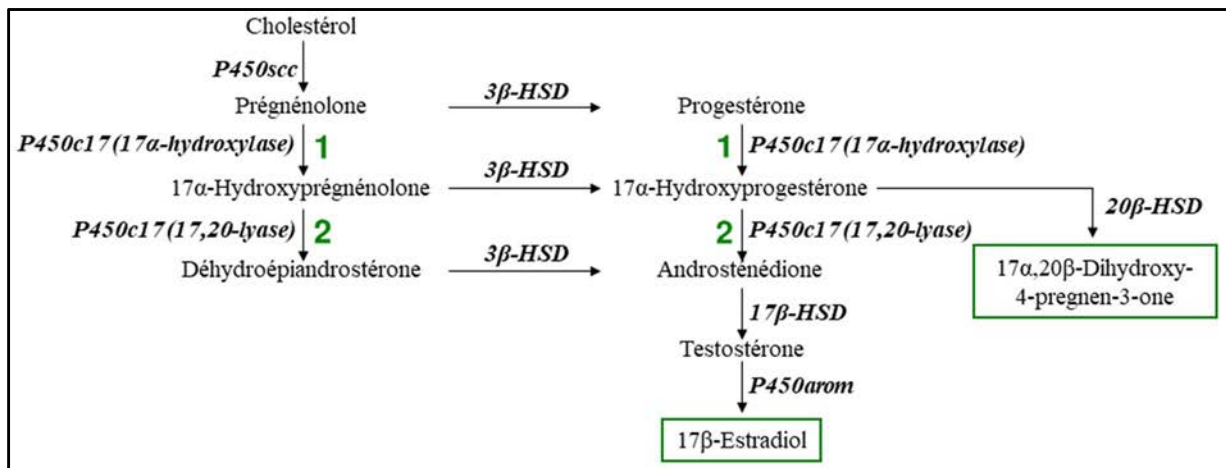 Cholestérol
P450scc
3β-HSD
Prégnénolone
Progestérone
P450c17(17α-hydroxylase)
1
1
P450c17(17α-hydroxylase)
3β-HSD
17α-Hydroxyprégnénolone
17α-Hydroxyprogestérone
20β-HSD
P450c17(17,20-lyase)
2
2
P450c17(17,20-lyase)
3β-HSD
Déhydroépiandrostérone
Androsténédione
17α,20β-Dihydroxy-
4-pregnen-3-one
17β-HSD
Testostérone
P450arom
17β-Estradiol